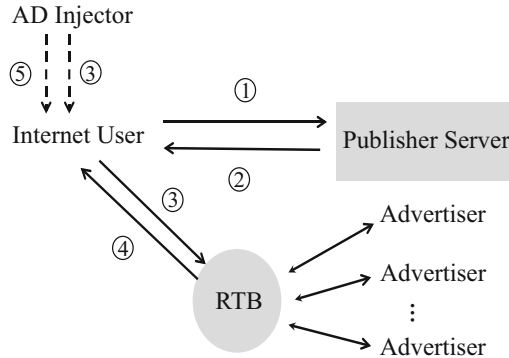 AD Injector
⑤ ③
①
Internet User
Publisher Server
②
③
Advertiser
④
Advertiser
RTB
⋮
Advertiser